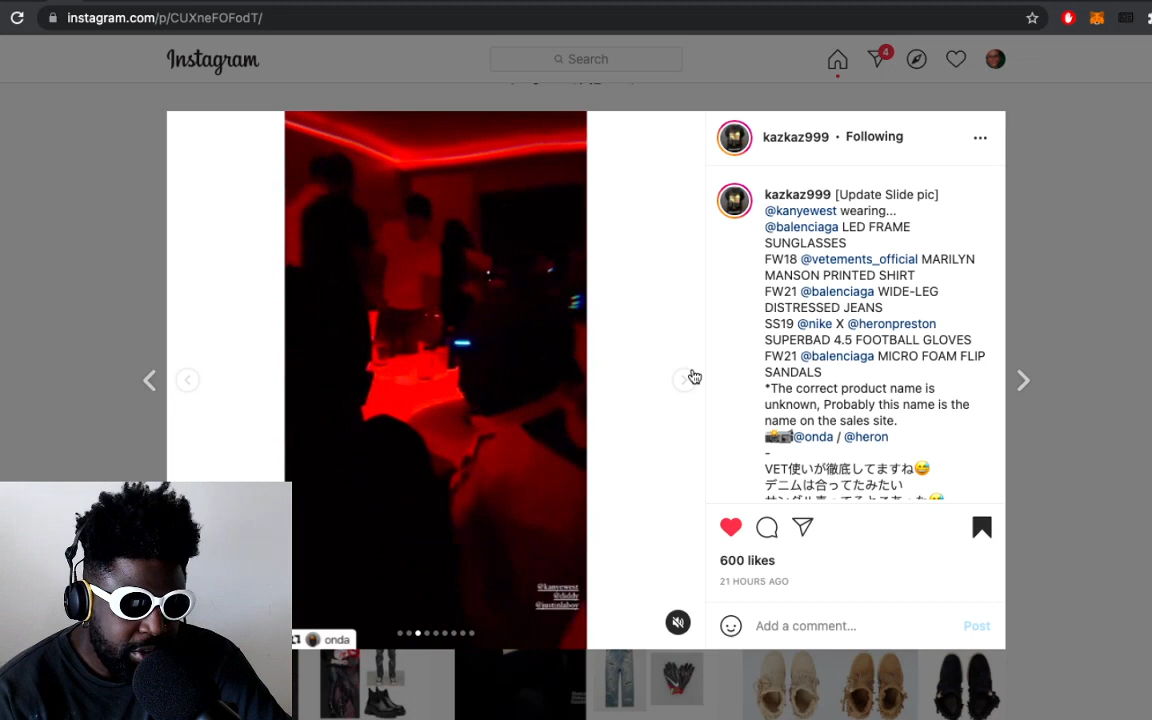 instagram.com/p/CUXneFOFodT/
Instagram
Search
4
kazkaz999 • Following
kazkaz999 [Update Slide pic]
@kanyewest wearing...
@balenciaga LED FRAME
SUNGLASSES
FW18 @vetements_official MARILYN
MANSON PRINTED SHIRT
FW21 @balenciaga WIDE-LEG
DISTRESSED JEANS
SS19 @nike X @heronpreston
SUPERBAD 4.5 FOOTBALL GLOVES
FW21 @balenciaga MICRO FOAM FLIP
SANDALS
*The correct product name is
unknown, Probably this name is the
name on the sales site.
📸@onda / @heron
-
VET使いが徹底してますね😅
デニムは合ってたみたい
@kanyewest
@diddy
@justinlaboy
onda
600 likes
21 HOURS AGO
Add a comment...
Post